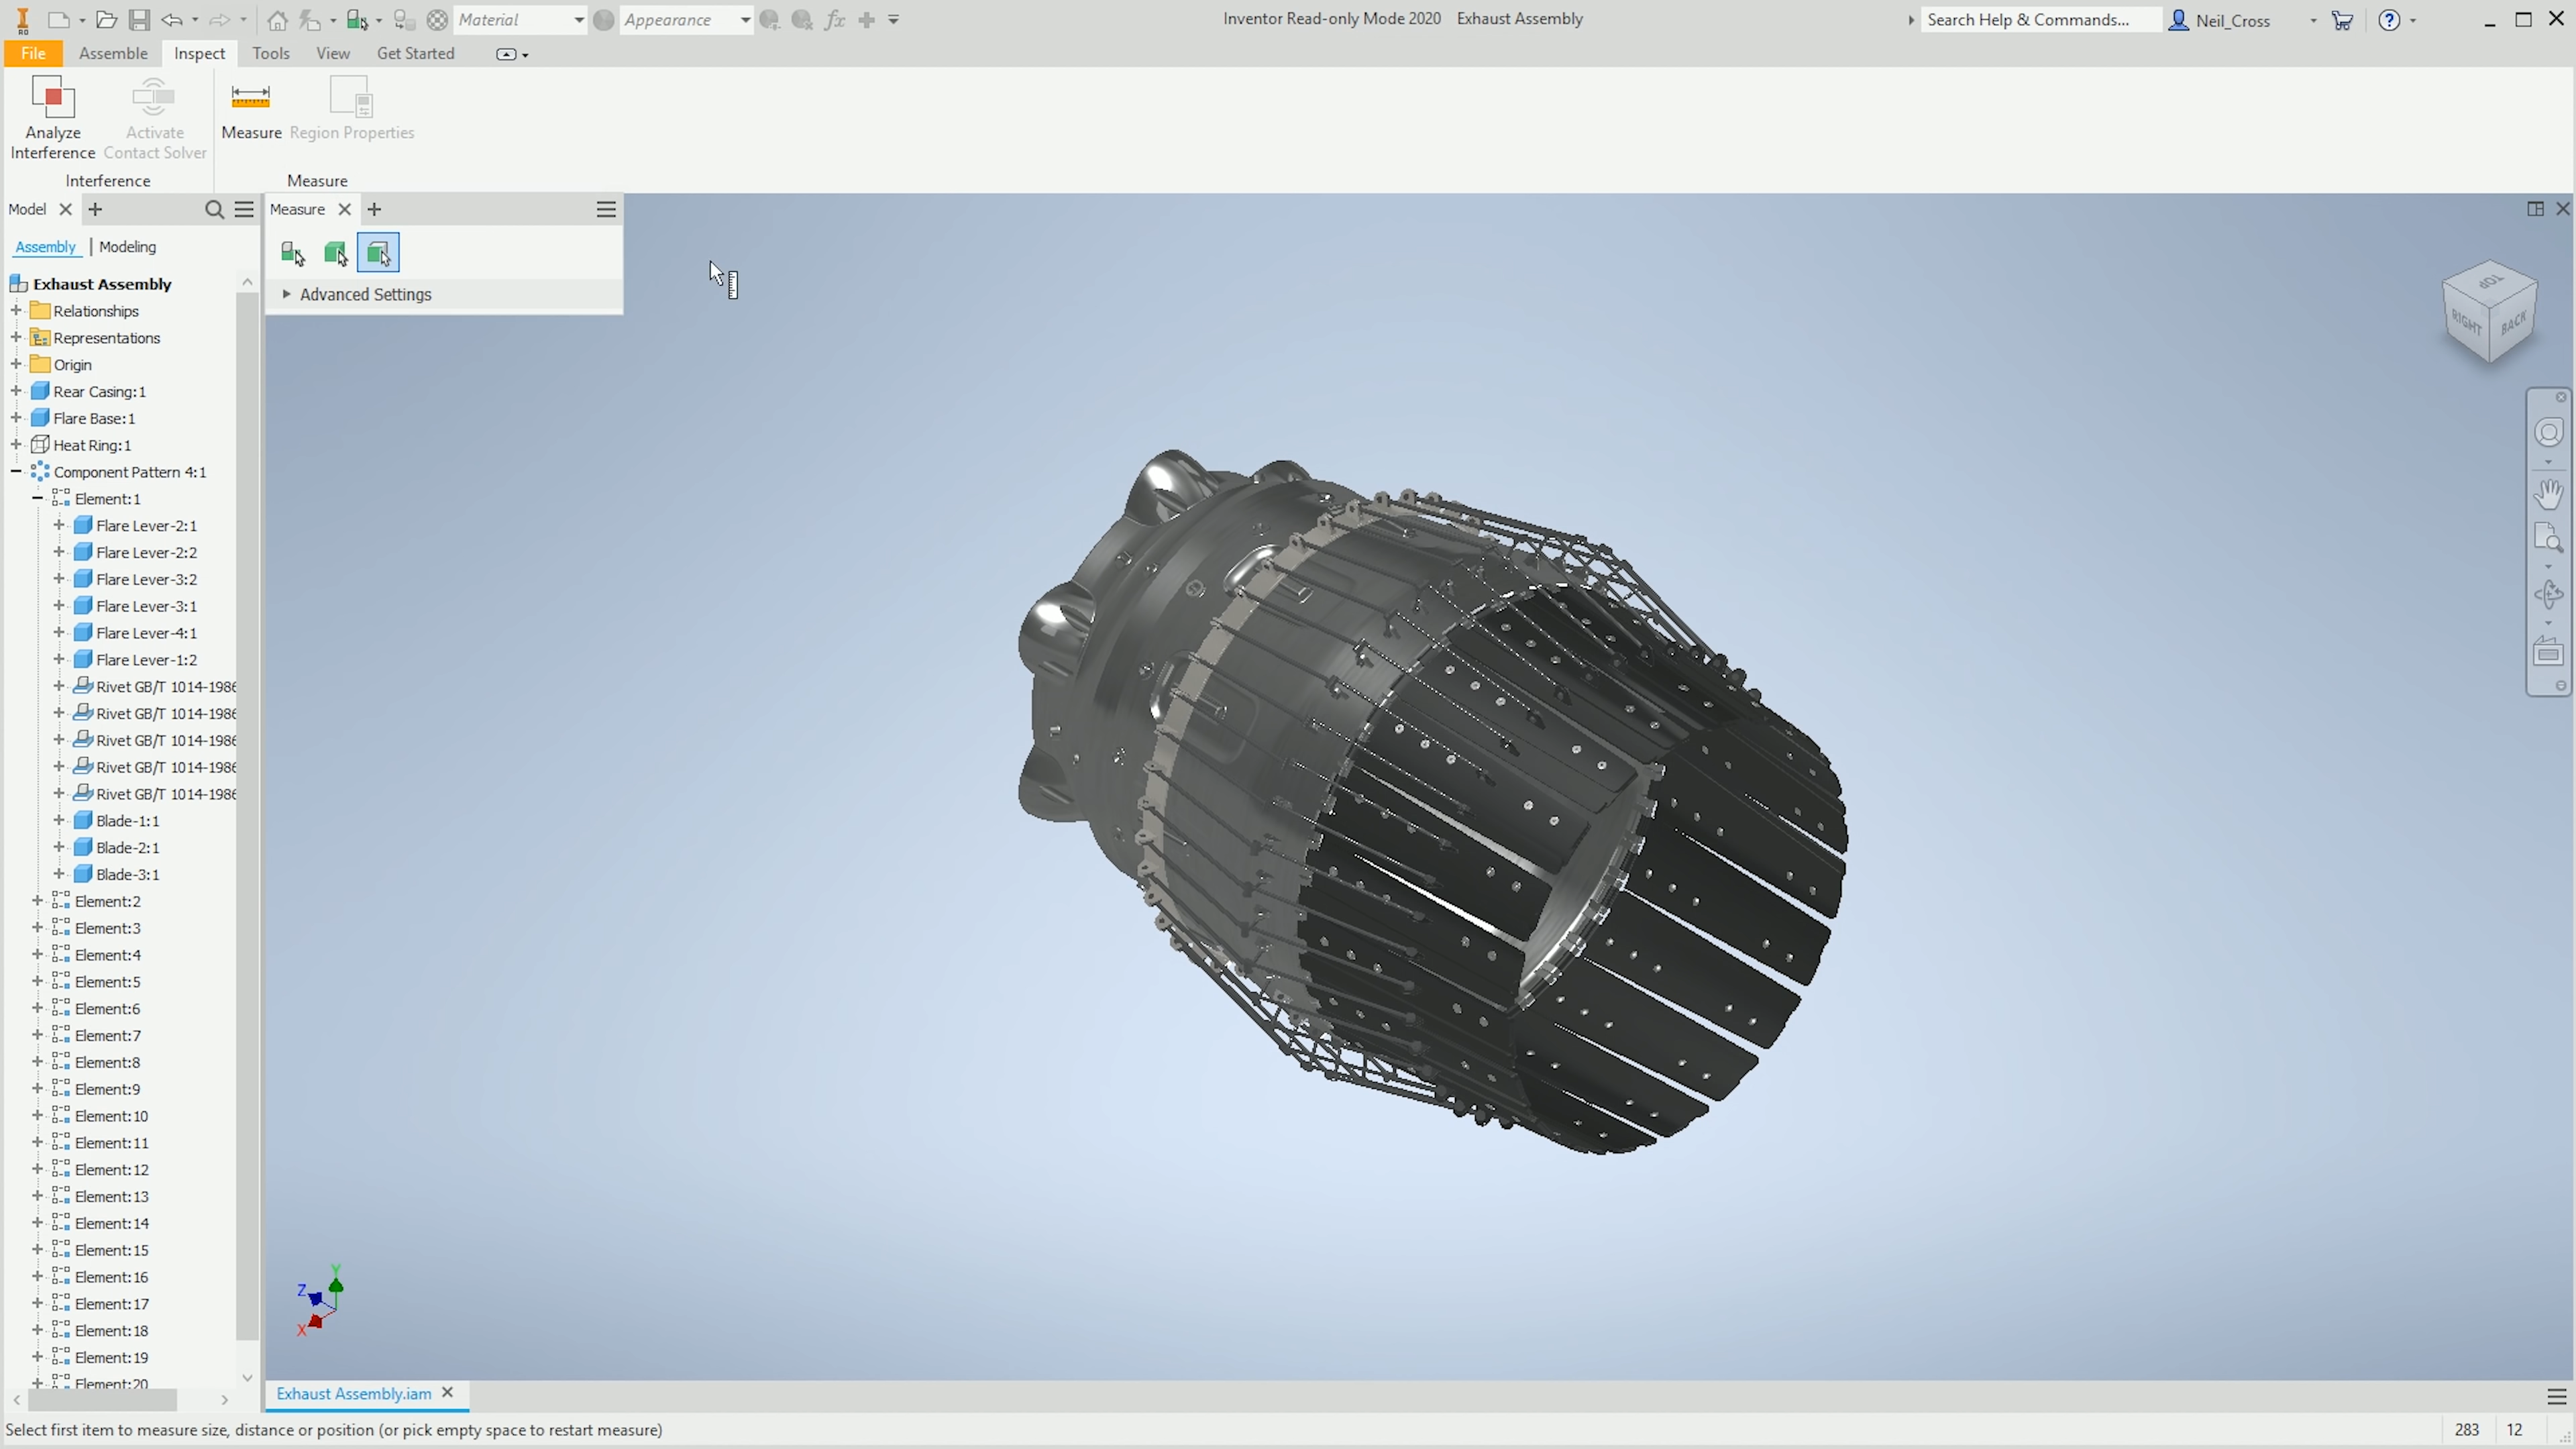 Material
Appearance
fx
Inventor Read-only Mode 2020 Exhaust Assembly
Search Help & Commands...
Neil_Cross
File Assemble Inspect Tools View Get Started
Analyze Interference
Activate Contact Solver
Measure
Region Properties
Interference
Measure
Model
Measure
Assembly | Modeling
Advanced Settings
Exhaust Assembly
Relationships
Representations
Origin
Rear Casing:1
Flare Base:1
Heat Ring:1
Component Pattern 4:1
Element:1
Flare Lever-2:1
Flare Lever-2:2
Flare Lever-3:2
Flare Lever-3:1
Flare Lever-4:1
Flare Lever-1:2
Rivet GB/T 1014-1986
Rivet GB/T 1014-1986
Rivet GB/T 1014-1986
Rivet GB/T 1014-1986
Rivet GB/T 1014-1986
Blade-1:1
Blade-2:1
Blade-3:1
Element:2
Element:3
Element:4
Element:5
Element:6
Element:7
Element:8
Element:9
Element:10
Element:11
Element:12
Element:13
Element:14
Element:15
Element:16
Element:17
Element:18
Element:19
Element:20
TOP
RIGHT
BACK
Y
Z
X
Exhaust Assembly.iam
Select first item to measure size, distance or position (or pick empty space to restart measure)
283 12